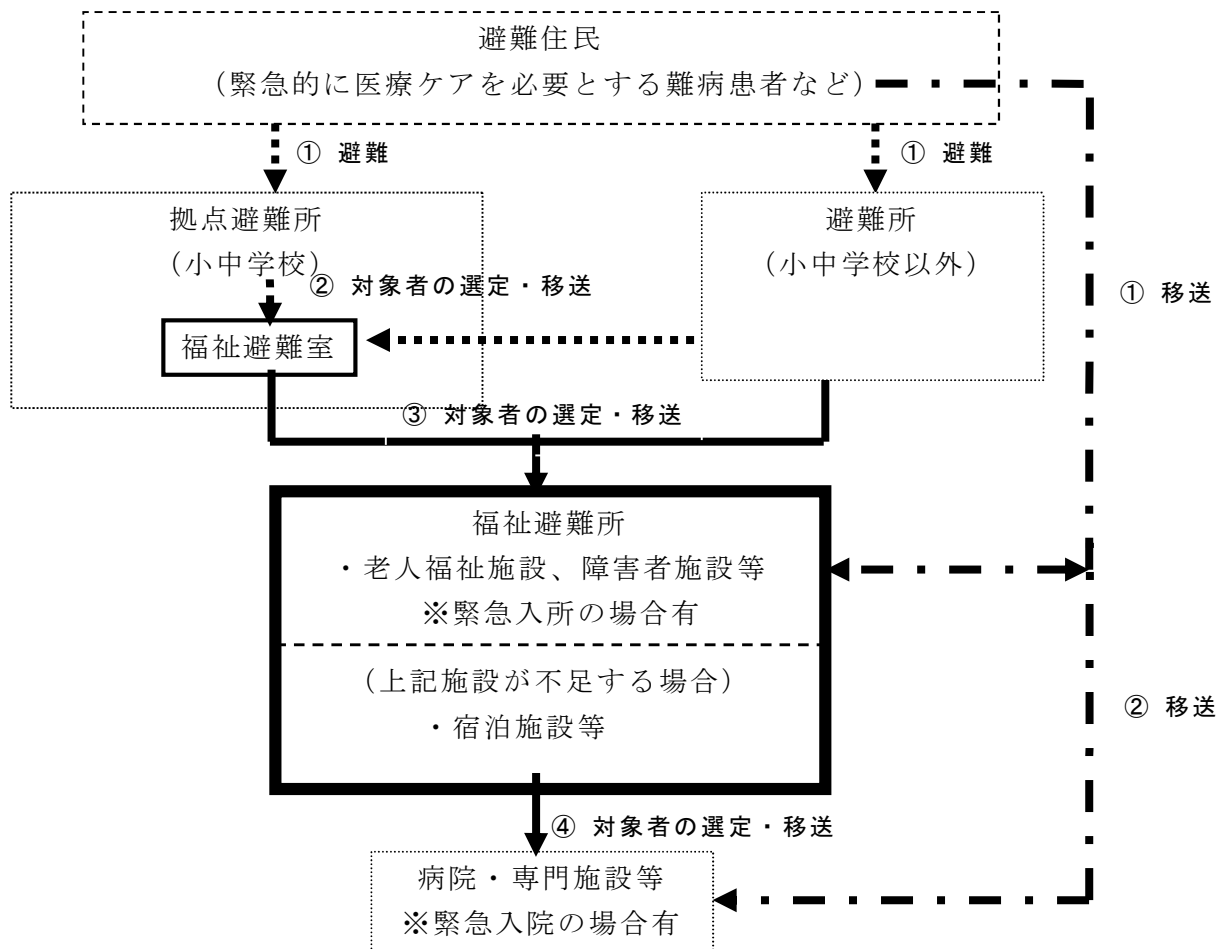 避難住民
（緊急的に医療ケアを必要とする難病患者など）
① 避難
① 避難
拠点避難所
（小中学校）
避難所
（小中学校以外）
② 対象者の選定・移送
① 移送
福祉避難室
③ 対象者の選定・移送
福祉避難所
・老人福祉施設、障害者施設等
※緊急入所の場合有
（上記施設が不足する場合）
・宿泊施設等
② 移送
④ 対象者の選定・移送
病院・専門施設等
※緊急入院の場合有